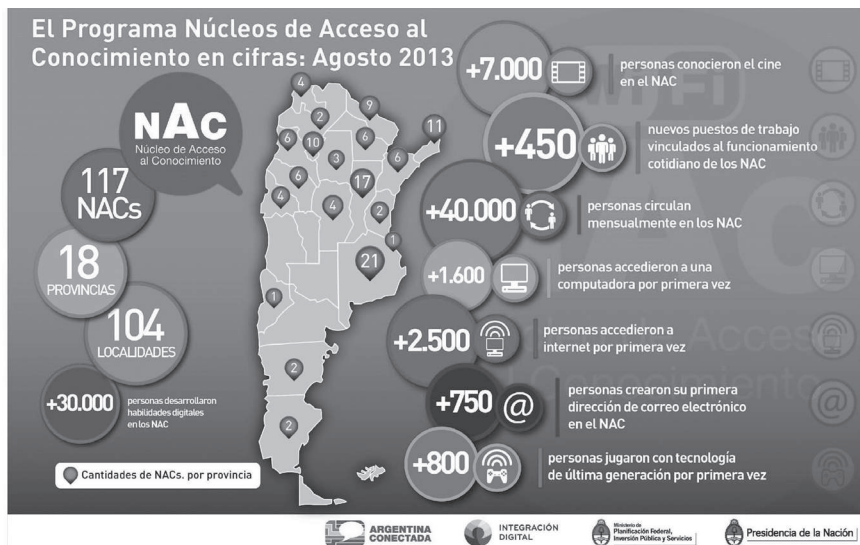 El Programa Núcleos de Acceso al
Conocimiento en cifras: Agosto 2013
NAC
Núcleo de Acceso
al Conocimiento
117
NACs
18
PROVINCIAS
104
LOCALIDADES
+30.000
personas desarrollaron
habilidades digitales
en los NAC
4
2
9
6
10
6
11
3
6
6
17
4
4
2
1
21
1
2
2
Cantidades de NACs. por provincia
+7.000
personas conocieron el cine
en el NAC
+450
nuevos puestos de trabajo
vinculados al funcionamiento
cotidiano de los NAC
+40.000
personas circulan
mensualmente en los NAC
+1.600
personas accedieron a una
computadora por primera vez
+2.500
personas accedieron a
internet por primera vez
+750
@
personas crearon su primera
dirección de correo electrónico
en el NAC
+800
personas jugaron con tecnología
de última generación por primera vez
ARGENTINA
CONECTADA
INTEGRACIÓN
DIGITAL
Ministerio de
Planificación Federal,
Inversión Pública y Servicios
Presidencia de la Nación